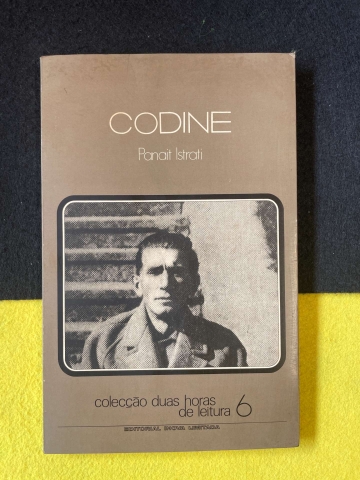 CODINE
Panait Istrati
colecção duas horas
de leitura 6
EDITORIAL INOVA LIMITADA